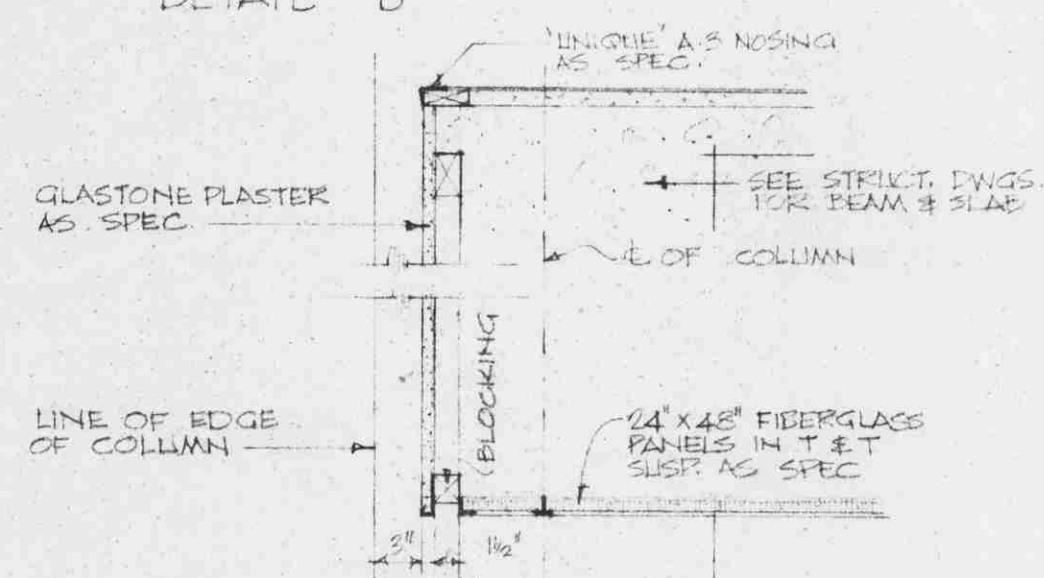 DETAIL
'UNIQUE' A-3 NOSING
AS SPEC.
GLASTONE PLASTER
AS SPEC
SEE STRUCT. DWGS.
FOR BEAM & SLAB
℄ OF COLUMN
BLOCKING
LINE OF EDGE
OF COLUMN
24" X 48" FIBERGLASS
PANELS IN T & T
SUSP. AS SPEC
3"
1½"